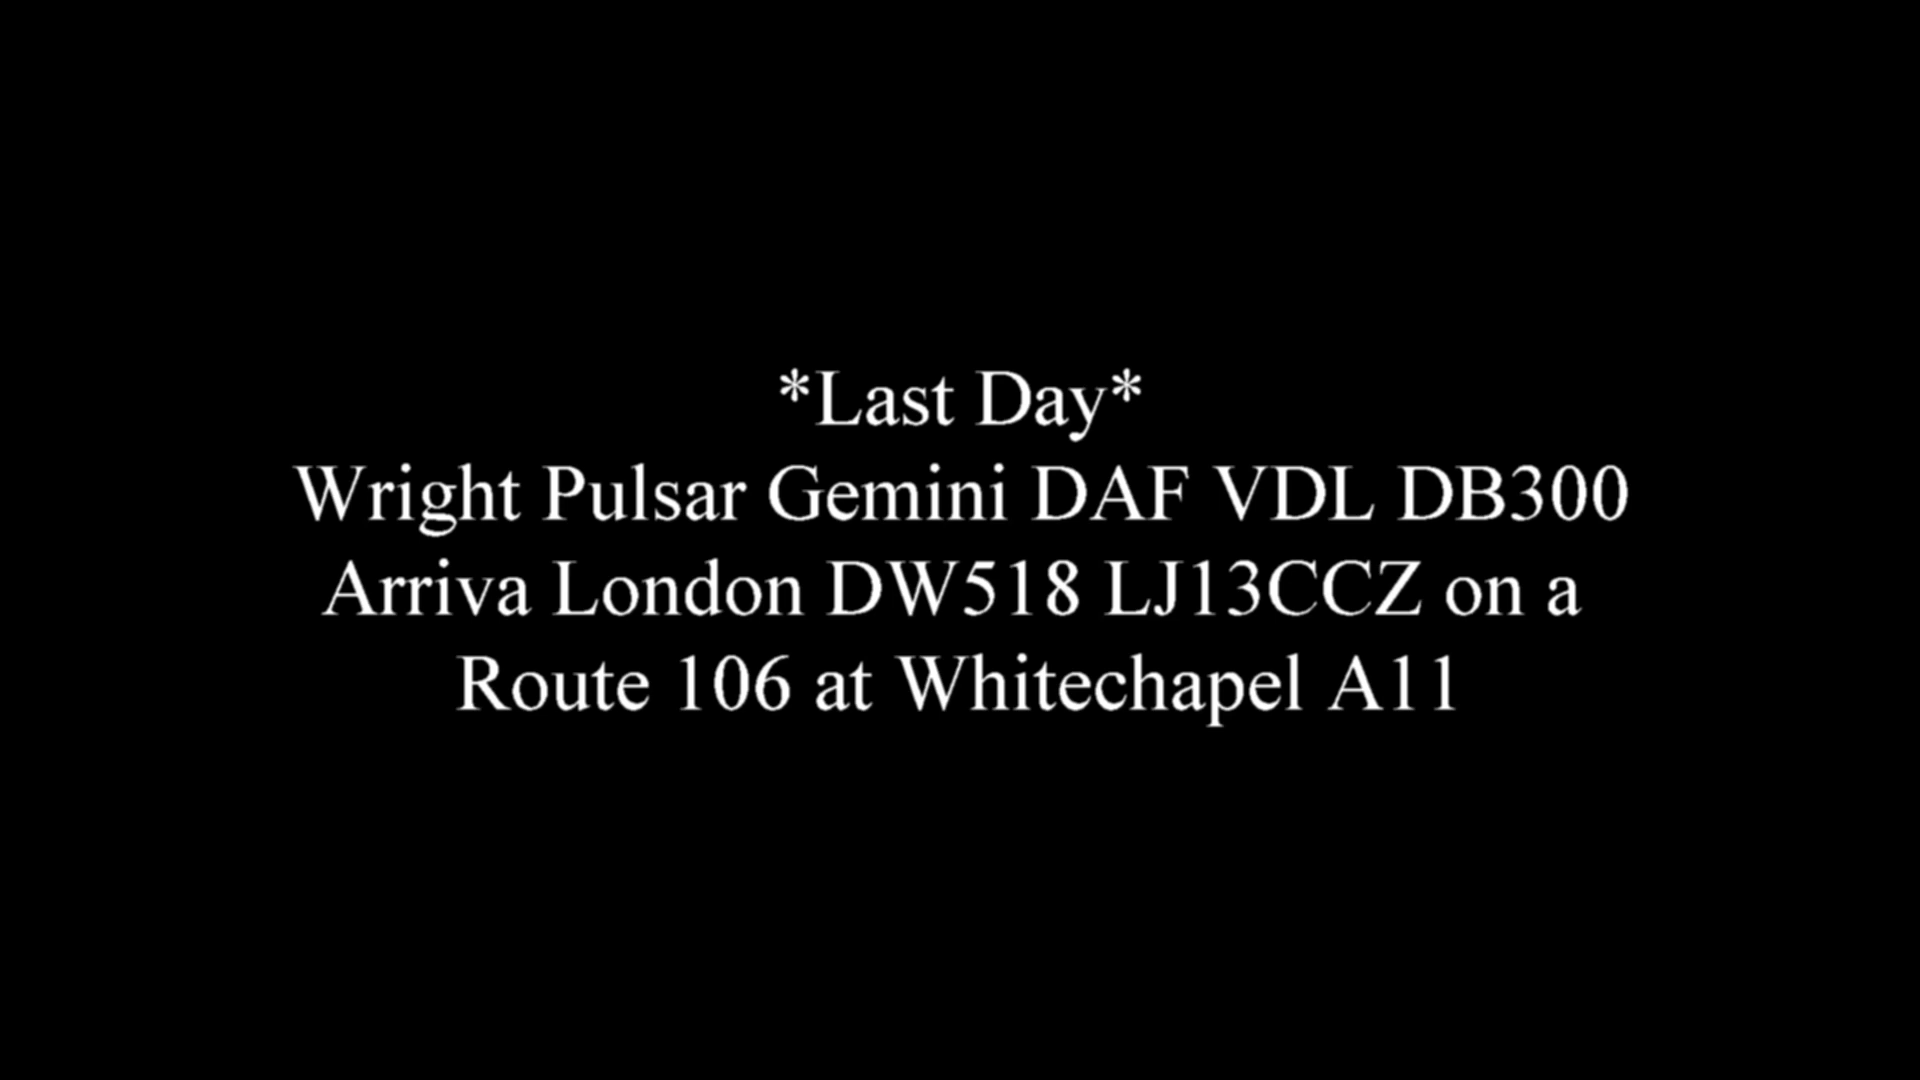 *Last Day*
Wright Pulsar Gemini DAF VDL DB300
Arriva London DW518 LJ13CCZ on a
Route 106 at Whitechapel A11